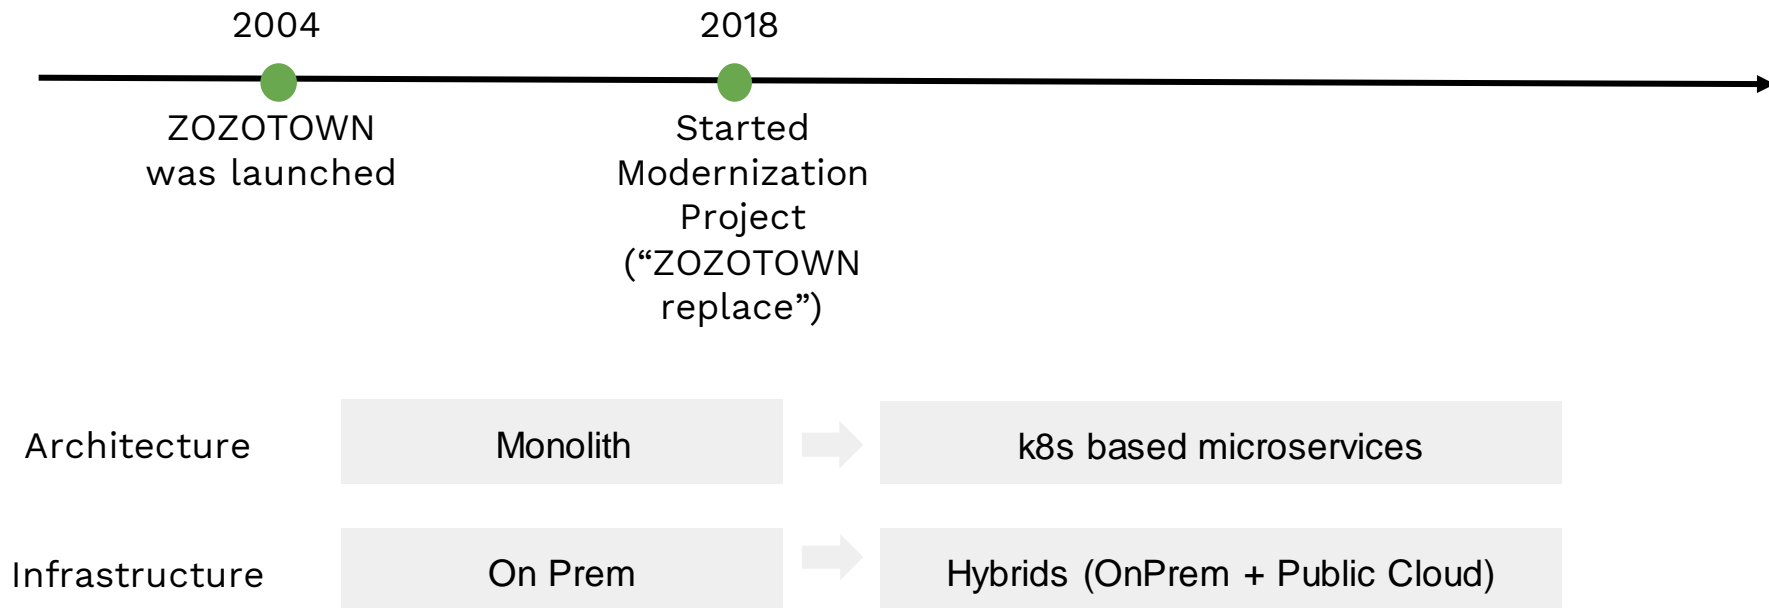 2004
2018
ZOZOTOWN
was launched
Started
Modernization
Project
(“ZOZOTOWN
replace”)
Architecture
Monolith
k8s based microservices
Infrastructure
On Prem
Hybrids (OnPrem + Public Cloud)